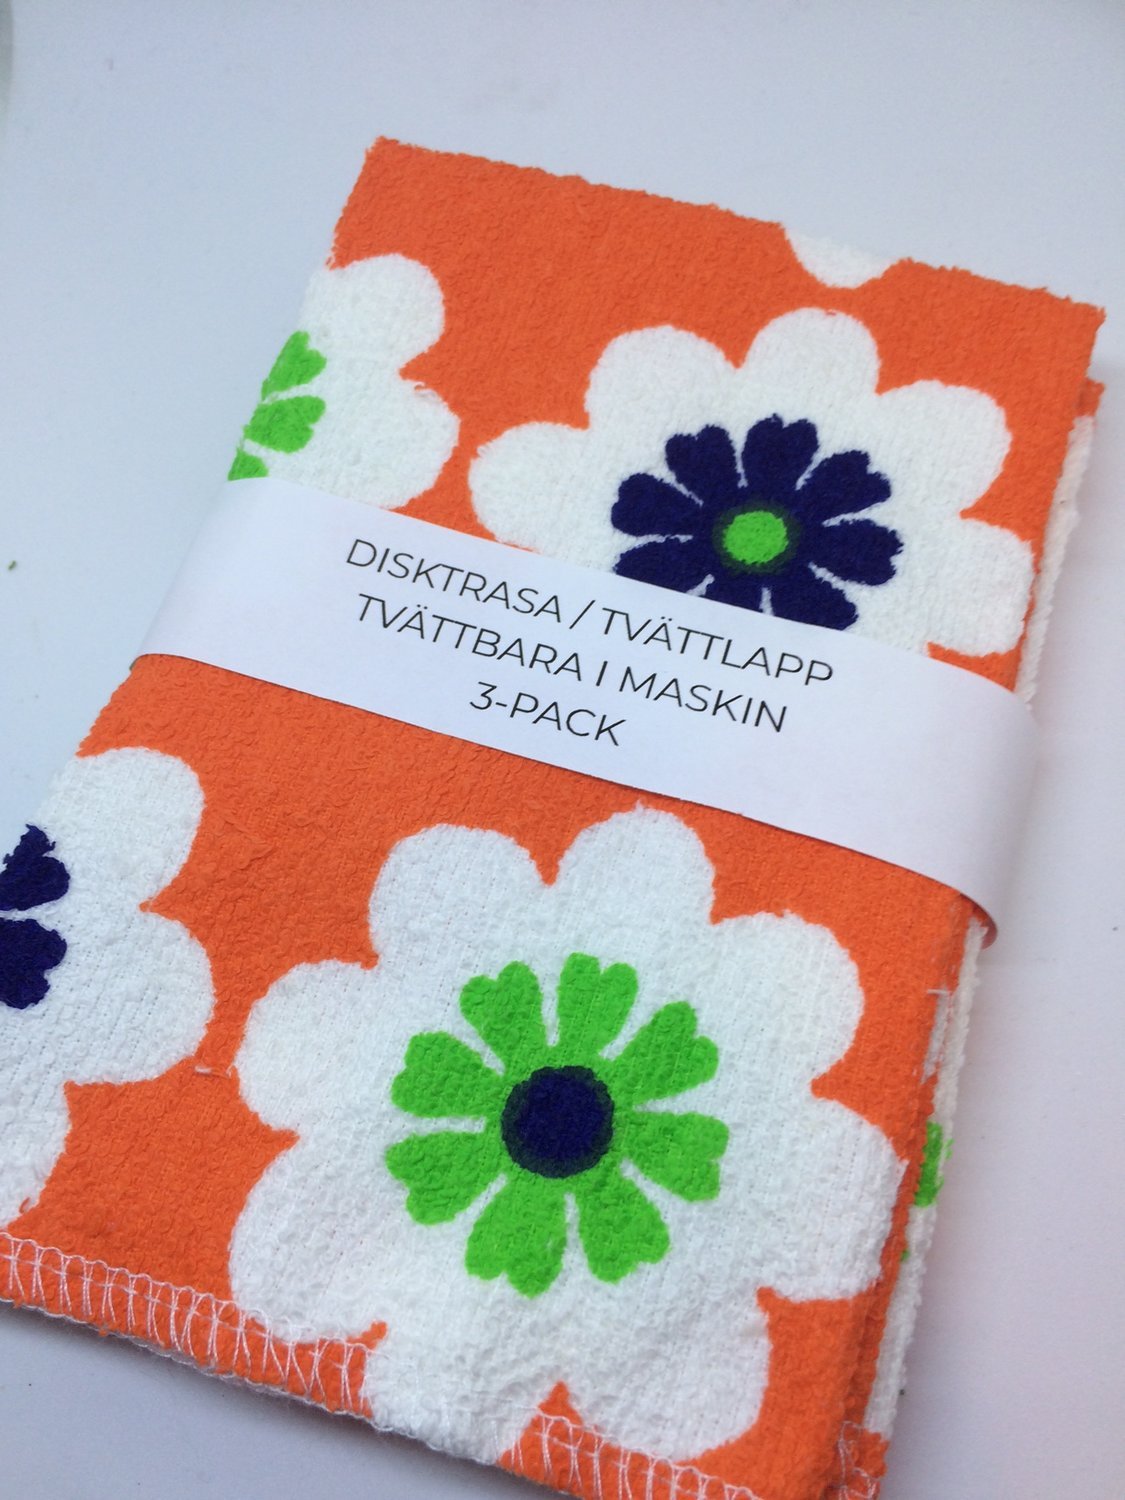 DISKTRASA / TVÄTTLAPP
TVÄTTBARA I MASKIN
3-PACK